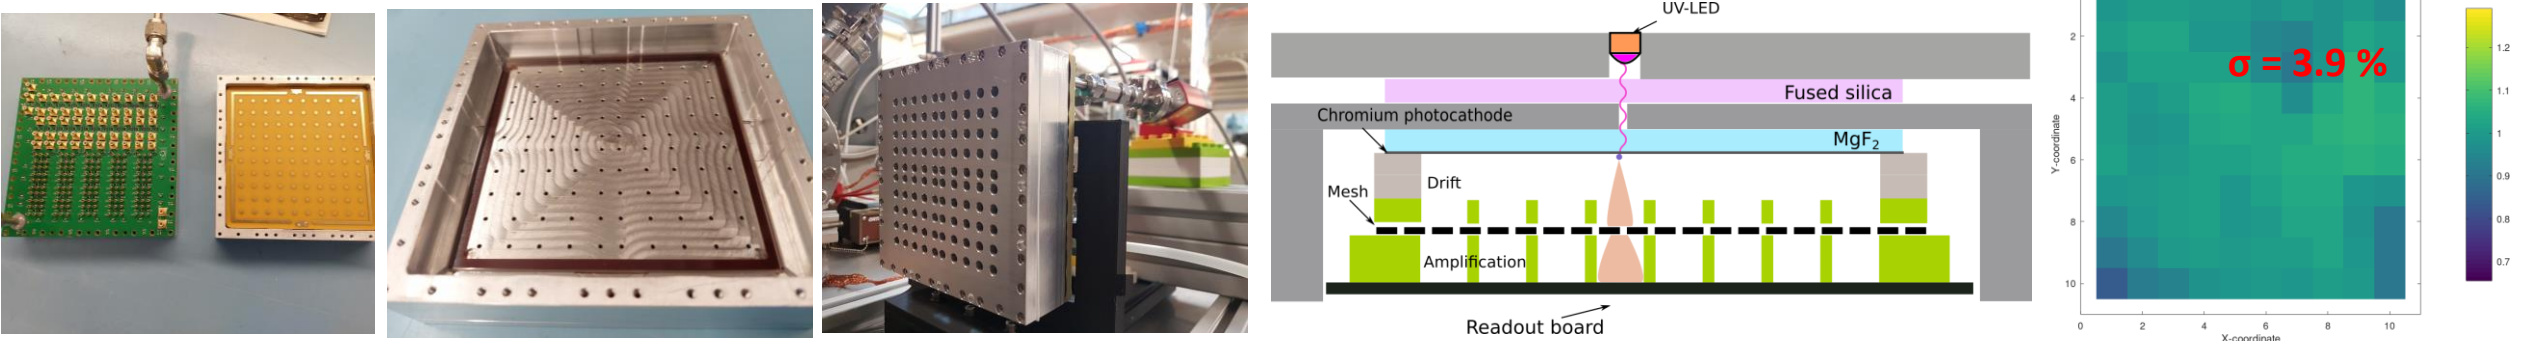 UV-LED
Fused silica
Chromium photocathode
MgF₂
Drift
Mesh
Amplification
Readout board
σ = 3.9 %
2
4
6
8
10
Y-coordinate
0 2 4 6 8 10
X-coordinate
1.2
1.1
1
0.9
0.8
0.7